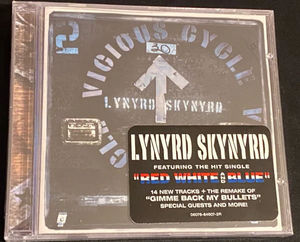 VICIOUS CYCLE
30
LYNYRD SKYNYRD
LYNYRD SKYNYRD
FEATURING THE HIT SINGLE
"RED WHITE & BLUE"
14 NEW TRACKS + THE REMAKE OF
"GIMME BACK MY BULLETS"
SPECIAL GUESTS AND MORE!